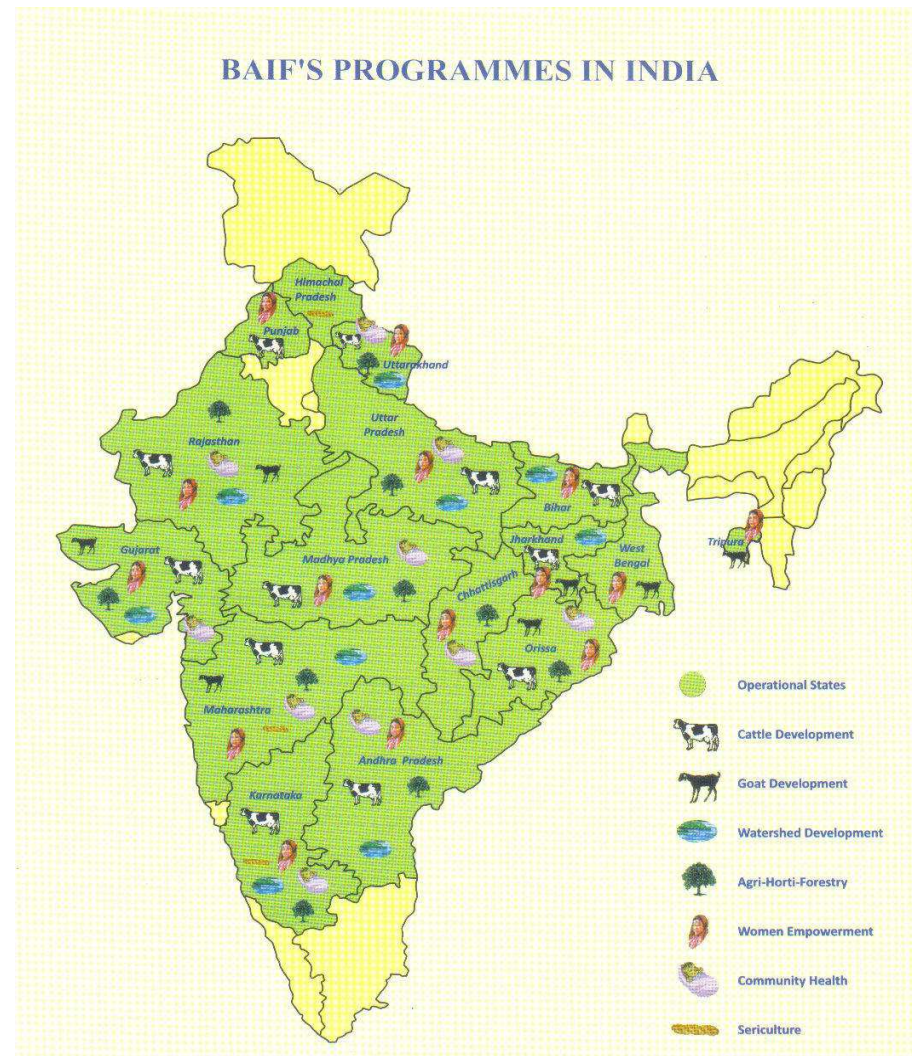 BAIF'S PROGRAMMES IN INDIA
Himachal
Pradesh
Punjab
Uttarakhand
Uttar
Pradesh
Rajasthan
Bihar
Jharkhand
West
Bengal
Tripura
Gujarat
Madhya Pradesh
Chhattisgarh
Orissa
Maharashtra
Andhra Pradesh
Karnataka
Operational States
Cattle Development
Goat Development
Watershed Development
Agri-Horti-Forestry
Women Empowerment
Community Health
Sericulture